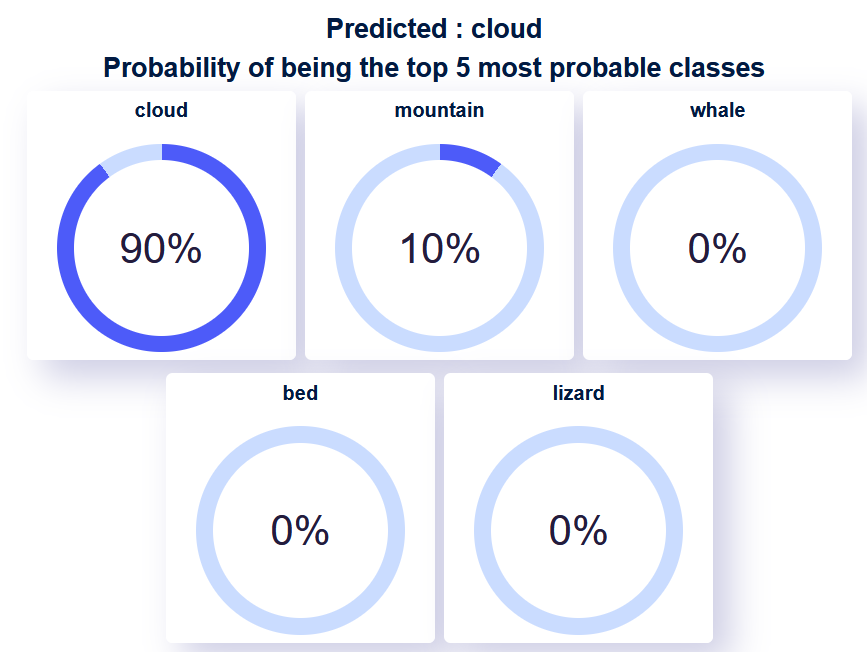 Predicted : cloud
Probability of being the top 5 most probable classes
cloud
90%
mountain
10%
whale
0%
bed
0%
lizard
0%